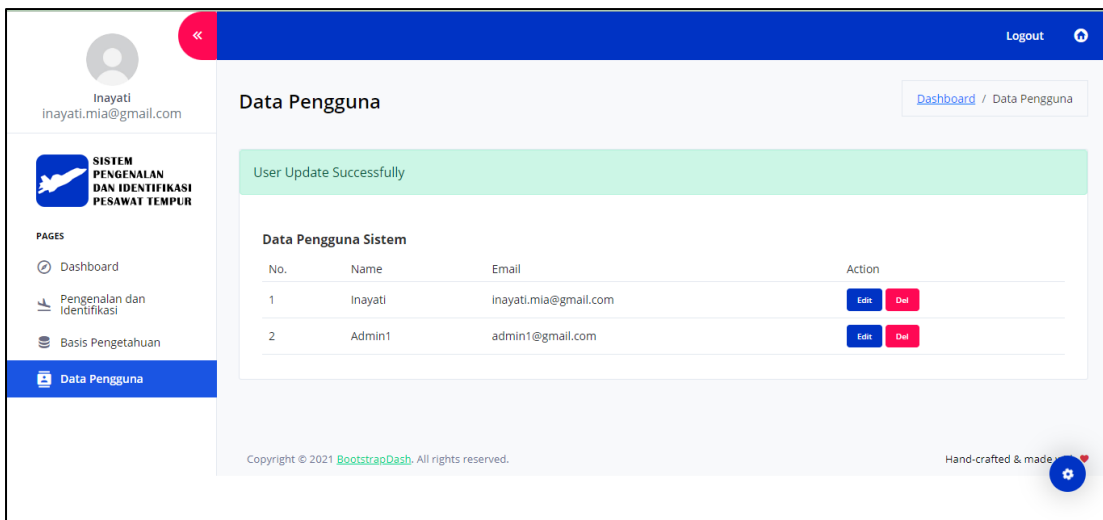 Logout
Inayati
inayati.mia@gmail.com
SISTEM
PENGENALAN
DAN IDENTIFIKASI
PESAWAT TEMPUR
PAGES
Dashboard
Pengenalan dan
Identifikasi
Basis Pengetahuan
Data Pengguna
Data Pengguna
Dashboard / Data Pengguna
User Update Successfully
Data Pengguna Sistem
No. Name Email Action
1 Inayati inayati.mia@gmail.com Edit Del
2 Admin1 admin1@gmail.com Edit Del
Copyright © 2021 BootstrapDash. All rights reserved.
Hand-crafted & made